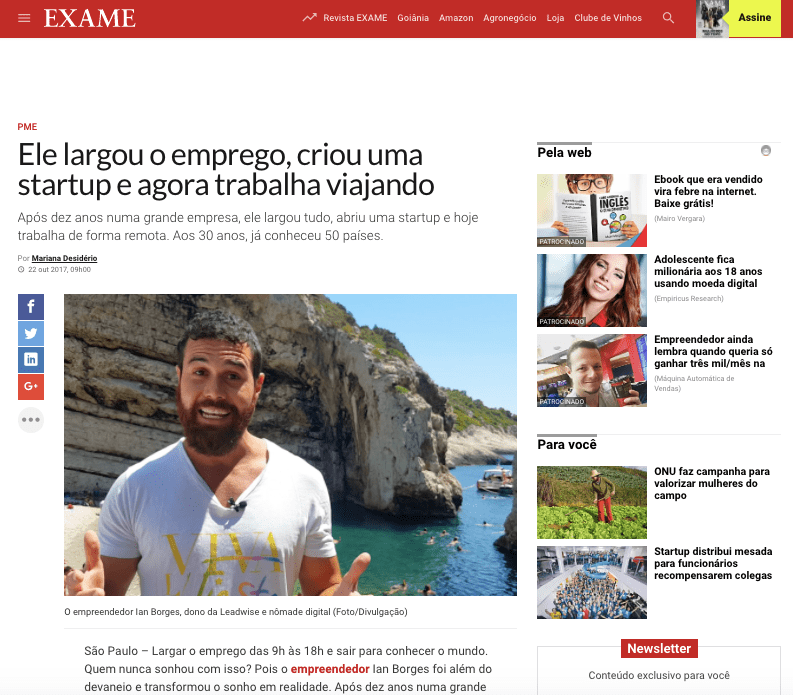 EXAME
Revista EXAME Goiânia Amazon Agronegócio Loja Clube de Vinhos
Assine
PME
Ele largou o emprego, criou uma
startup e agora trabalha viajando
Após dez anos numa grande empresa, ele largou tudo, abriu uma startup e hoje
trabalha de forma remota. Aos 30 anos, já conheceu 50 países.
Por Mariana Desidério
22 out 2017, 09h00
f
in
G+
VIVA
O empreendedor Ian Borges, dono da Leadwise e nômade digital (Foto/Divulgação)
São Paulo – Largar o emprego das 9h às 18h e sair para conhecer o mundo.
Quem nunca sonhou com isso? Pois o empreendedor Ian Borges foi além do
devaneio e transformou o sonho em realidade. Após dez anos numa grande
Pela web
INGLÊS
PATROCINADO
Ebook que era vendido
vira febre na internet.
Baixe grátis!
(Mairo Vergara)
PATROCINADO
Adolescente fica
milionária aos 18 anos
usando moeda digital
(Empiricus Research)
PATROCINADO
Empreendedor ainda
lembra quando queria só
ganhar três mil/mês na
(Máquina Automática de
Vendas)
Para você
ONU faz campanha para
valorizar mulheres do
campo
Startup distribui mesada
para funcionários
recompensarem colegas
Newsletter
Conteúdo exclusivo para você